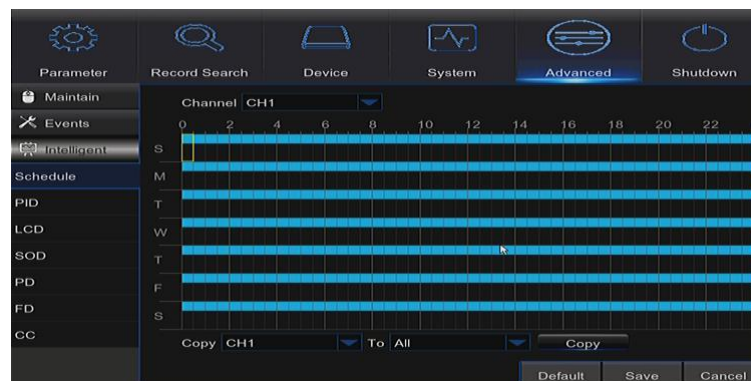 Parameter Record Search Device System Advanced Shutdown
Maintain
Events
Intelligent
Schedule
PID
LCD
SOD
PD
FD
CC
Channel CH1
0 2 4 6 8 10 12 14 16 18 20 22
S
M
T
W
T
F
S
Copy CH1 To All Copy
Default Save Cancel